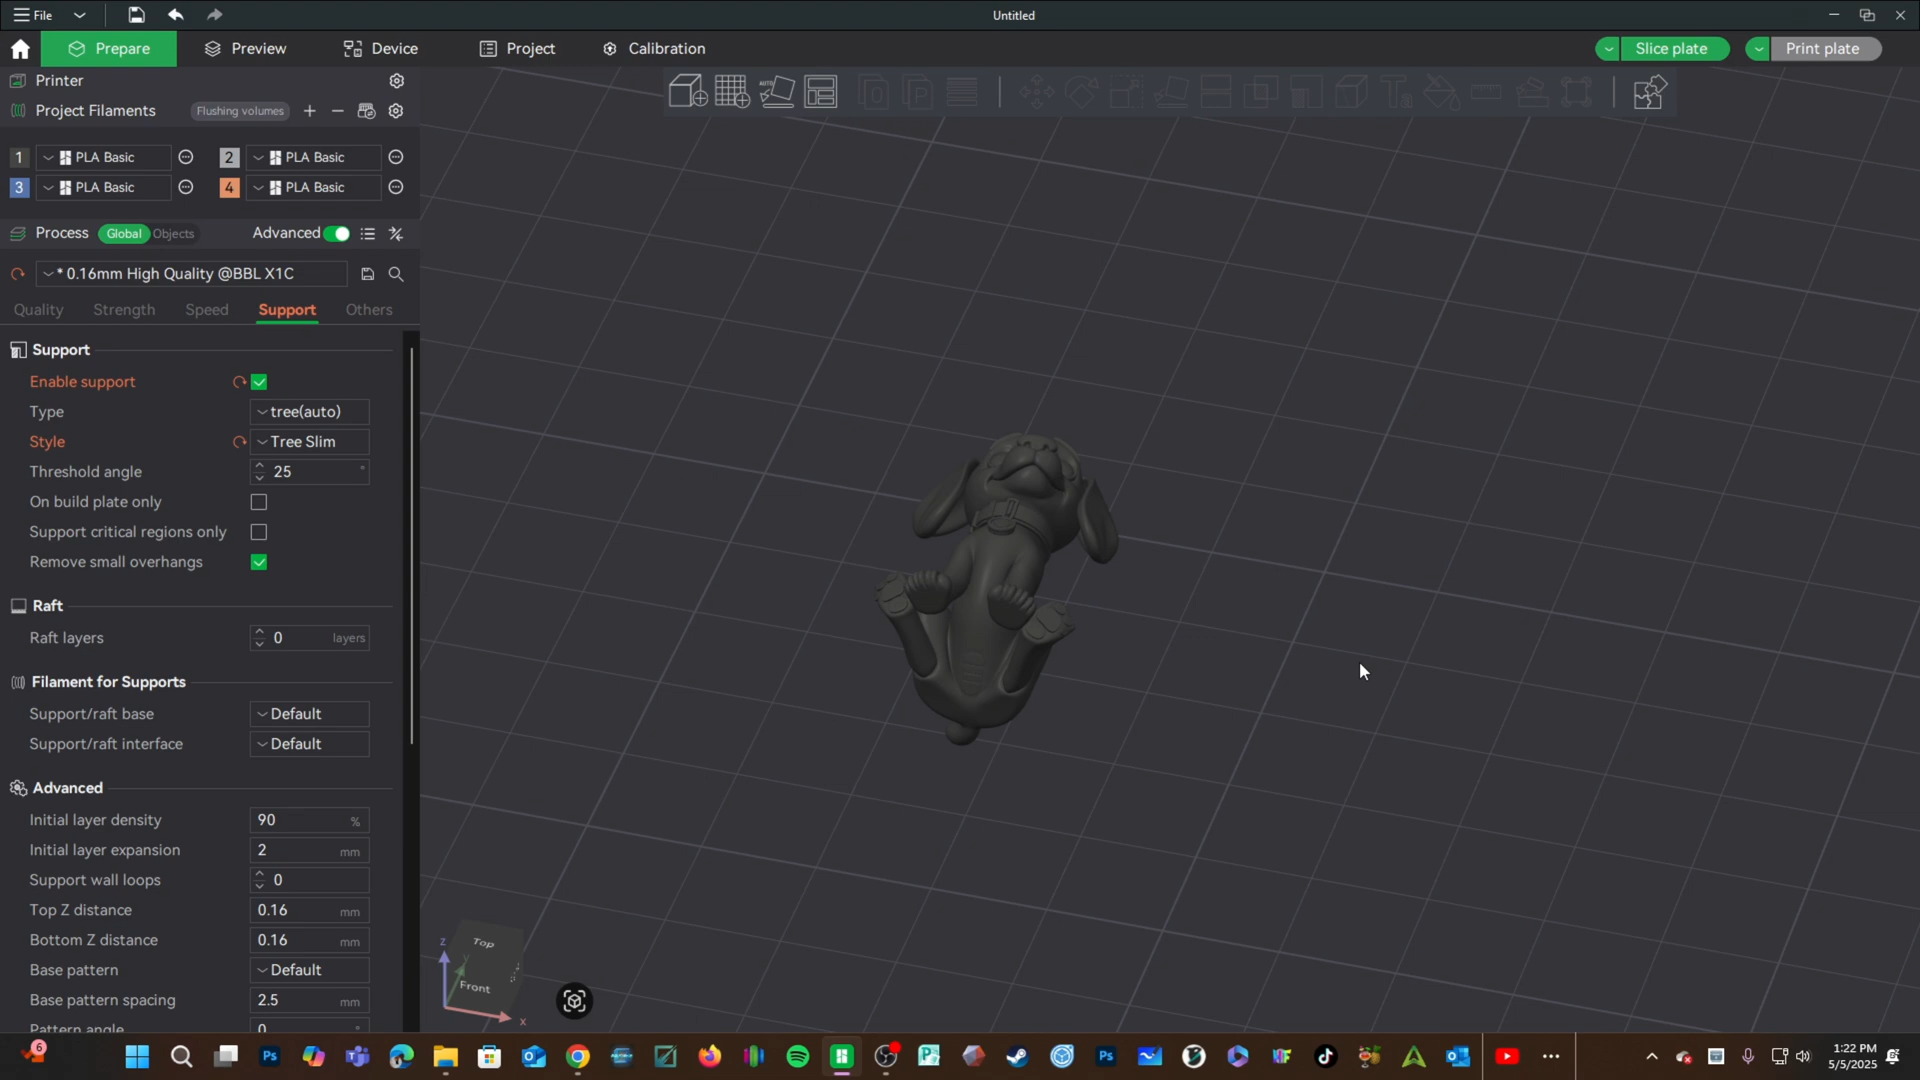 File
Untitled
Prepare
Preview
Device
Project
Calibration
Slice plate
Print plate
Printer
Project Filaments
Flushing volumes
1 PLA Basic
2 PLA Basic
3 PLA Basic
4 PLA Basic
Process
Global
Objects
Advanced
* 0.16mm High Quality @BBL X1C
Quality
Strength
Speed
Support
Others
Support
Enable support
Type tree(auto)
Style Tree Slim
Threshold angle 25 °
On build plate only
Support critical regions only
Remove small overhangs
Raft
Raft layers 0 layers
Filament for Supports
Support/raft base Default
Support/raft interface Default
Advanced
Initial layer density 90 %
Initial layer expansion 2 mm
Support wall loops 0
Top Z distance 0.16 mm
Bottom Z distance 0.16 mm
Base pattern Default
Base pattern spacing 2.5 mm
Pattern angle 0 °
Top
Front
z
y
x
6
1:22 PM
5/5/2025